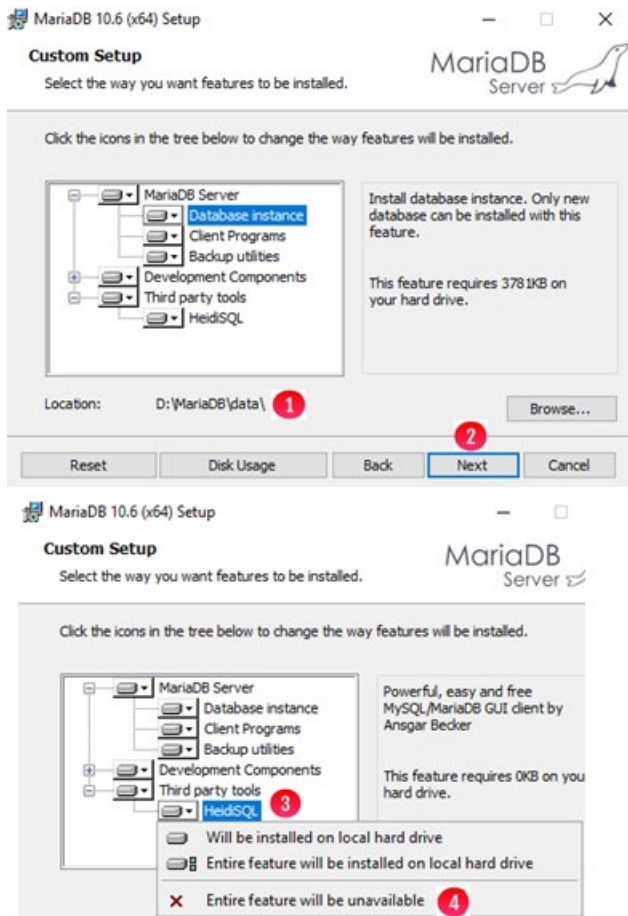 MariaDB 10.6 (x64) Setup
Custom Setup
Select the way you want features to be installed.
MariaDB
Server
Click the icons in the tree below to change the way features will be installed.
MariaDB Server
Database instance
Client Programs
Backup utilities
Development Components
Third party tools
HeidiSQL
Install database instance. Only new
database can be installed with this
feature.
This feature requires 3781KB on
your hard drive.
Location: D:\MariaDB\data\ 1
Browse...
2
Reset Disk Usage Back Next Cancel
MariaDB 10.6 (x64) Setup
Custom Setup
Select the way you want features to be installed.
MariaDB
Server
Click the icons in the tree below to change the way features will be installed.
MariaDB Server
Database instance
Client Programs
Backup utilities
Development Components
Third party tools
HeidiSQL 3
Powerful, easy and free
MySQL/MariaDB GUI client by
Ansgar Becker
This feature requires 0KB on you
hard drive.
Will be installed on local hard drive
Entire feature will be installed on local hard drive
Entire feature will be unavailable 4